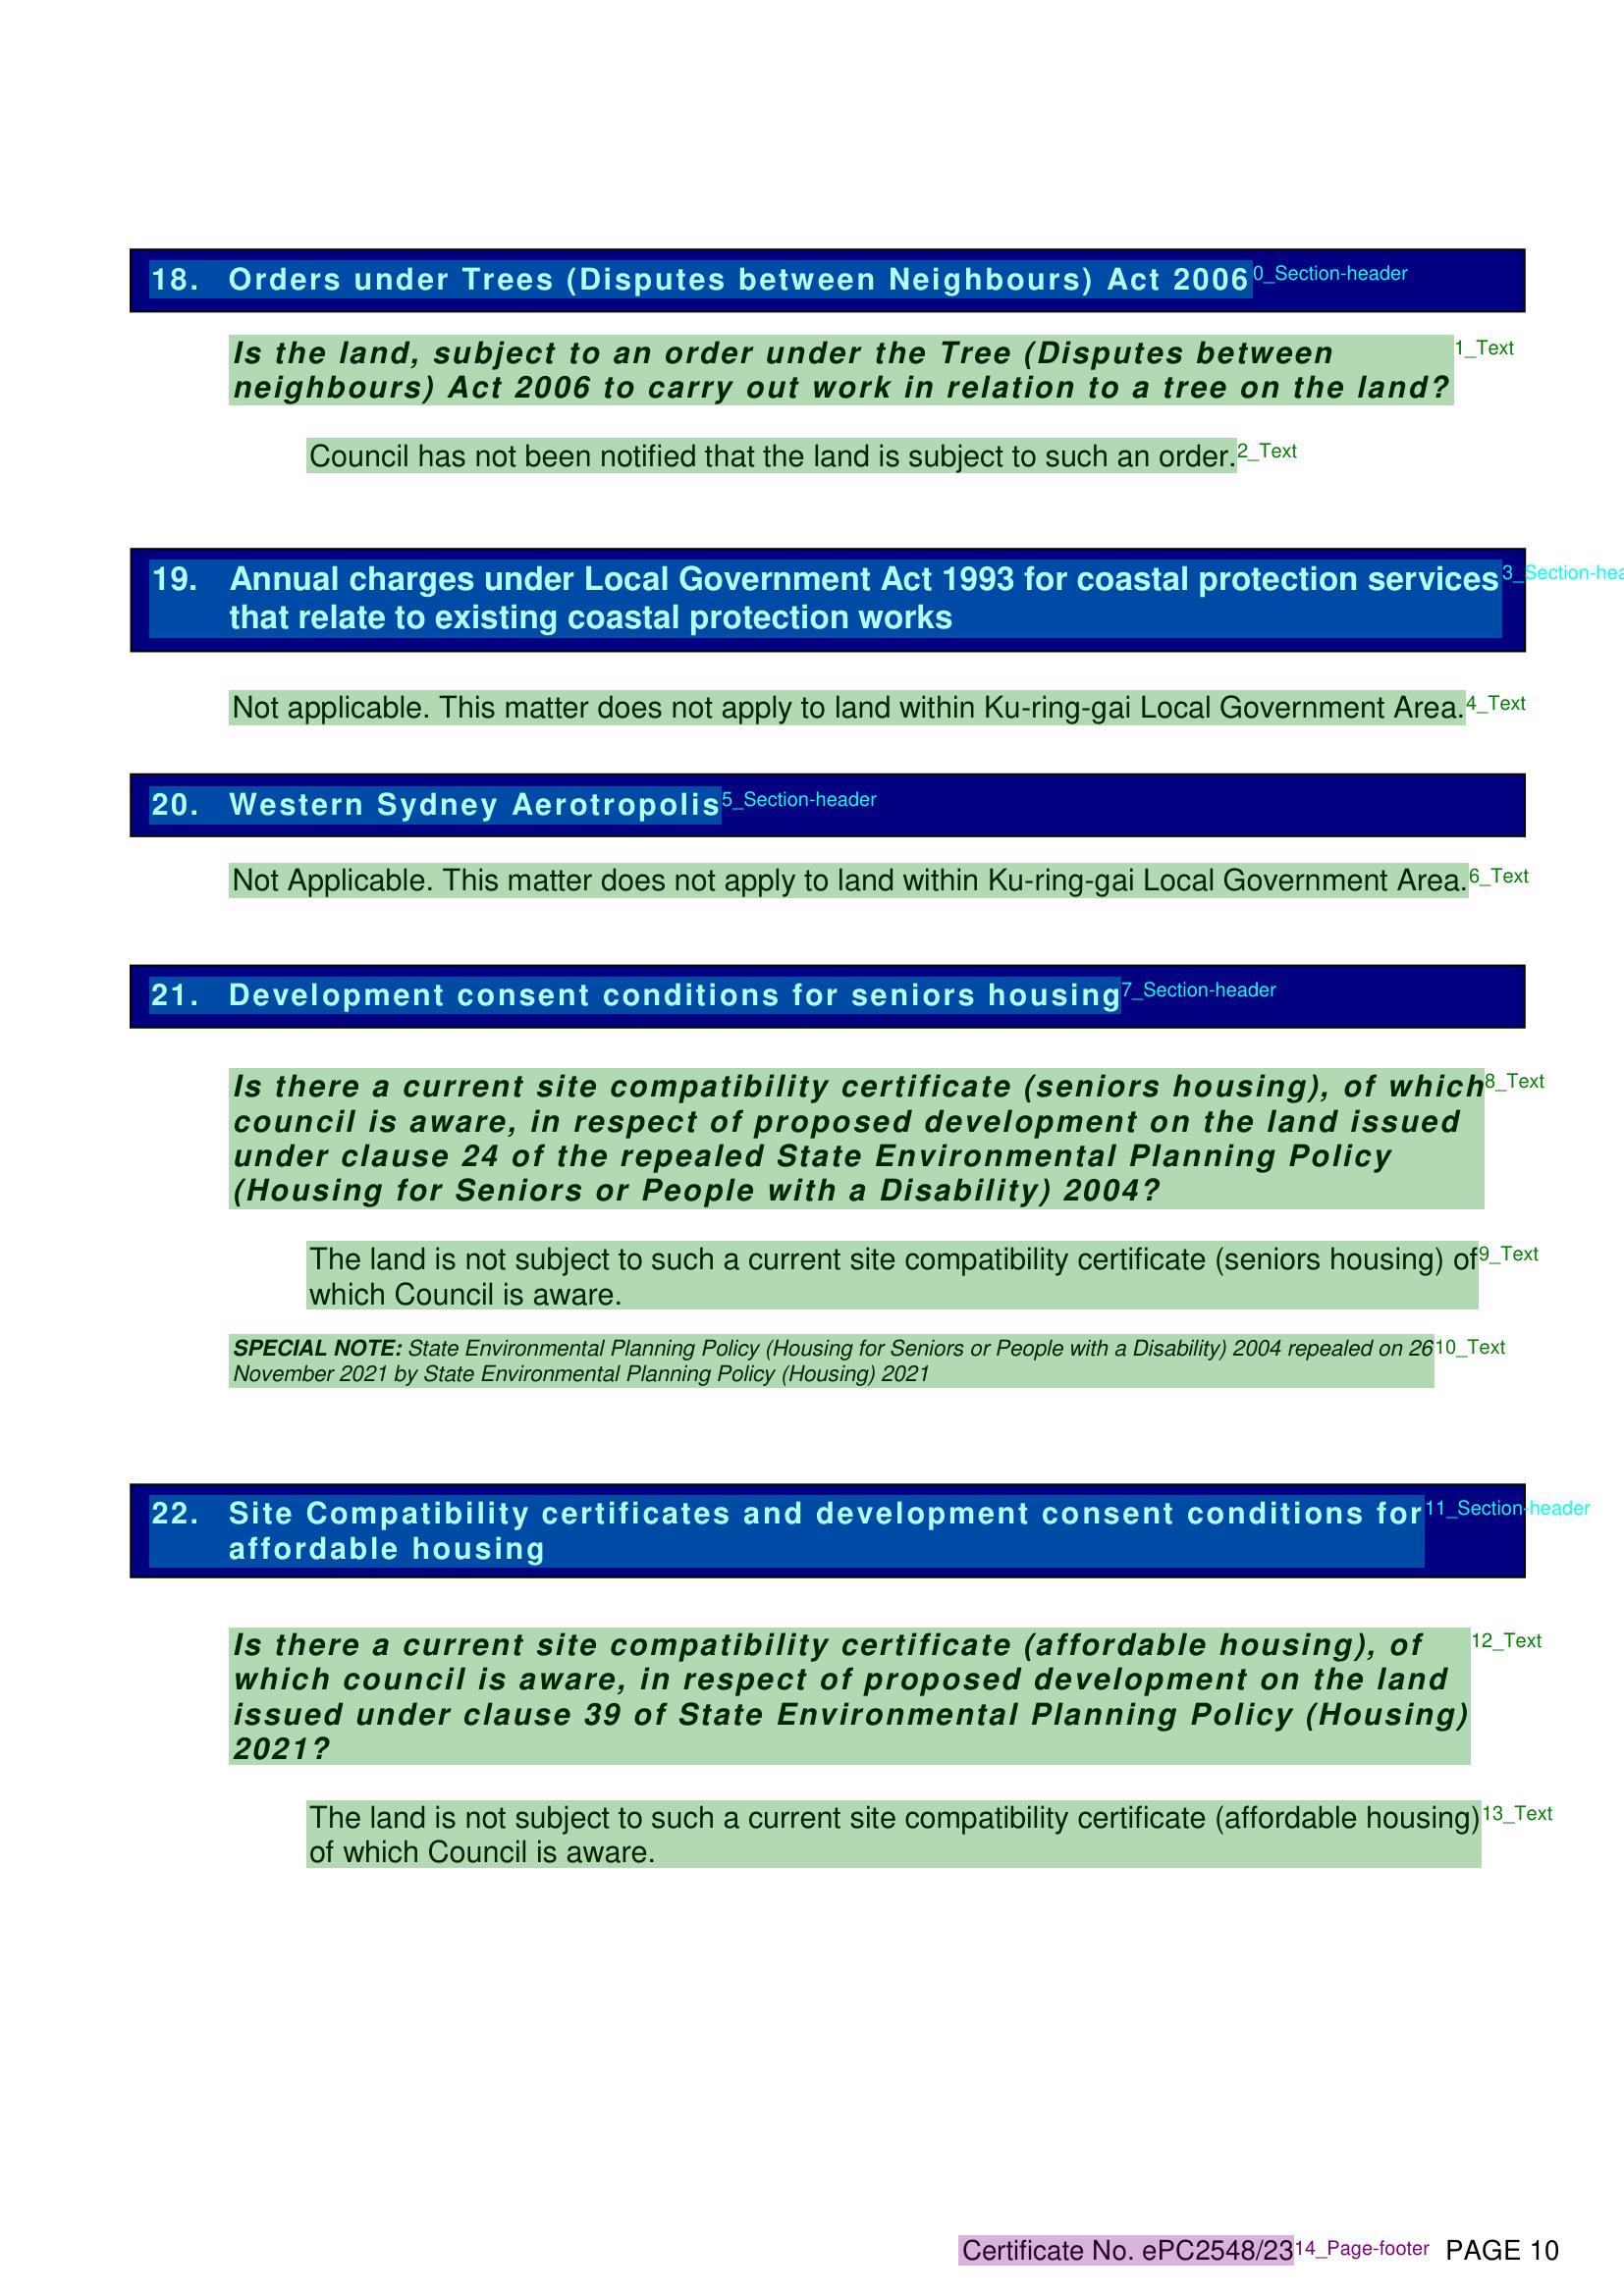 18. Orders under Trees (Disputes between Neighbours) Act 2006 0_Section-header
Is the land, subject to an order under the Tree (Disputes between 1_Text
neighbours) Act 2006 to carry out work in relation to a tree on the land?
Council has not been notified that the land is subject to such an order. 2_Text
19. Annual charges under Local Government Act 1993 for coastal protection services 3_Section-hea
that relate to existing coastal protection works
Not applicable. This matter does not apply to land within Ku-ring-gai Local Government Area. 4_Text
20. Western Sydney Aerotropolis 5_Section-header
Not Applicable. This matter does not apply to land within Ku-ring-gai Local Government Area. 6_Text
21. Development consent conditions for seniors housing 7_Section-header
Is there a current site compatibility certificate (seniors housing), of which 8_Text
council is aware, in respect of proposed development on the land issued
under clause 24 of the repealed State Environmental Planning Policy
(Housing for Seniors or People with a Disability) 2004?
The land is not subject to such a current site compatibility certificate (seniors housing) of 9_Text
which Council is aware.
SPECIAL NOTE: State Environmental Planning Policy (Housing for Seniors or People with a Disability) 2004 repealed on 26 10_Text
November 2021 by State Environmental Planning Policy (Housing) 2021
22. Site Compatibility certificates and development consent conditions for 11_Section-header
affordable housing
Is there a current site compatibility certificate (affordable housing), of 12_Text
which council is aware, in respect of proposed development on the land
issued under clause 39 of State Environmental Planning Policy (Housing)
2021?
The land is not subject to such a current site compatibility certificate (affordable housing) 13_Text
of which Council is aware.
Certificate No. ePC2548/23 14_Page-footer PAGE 10